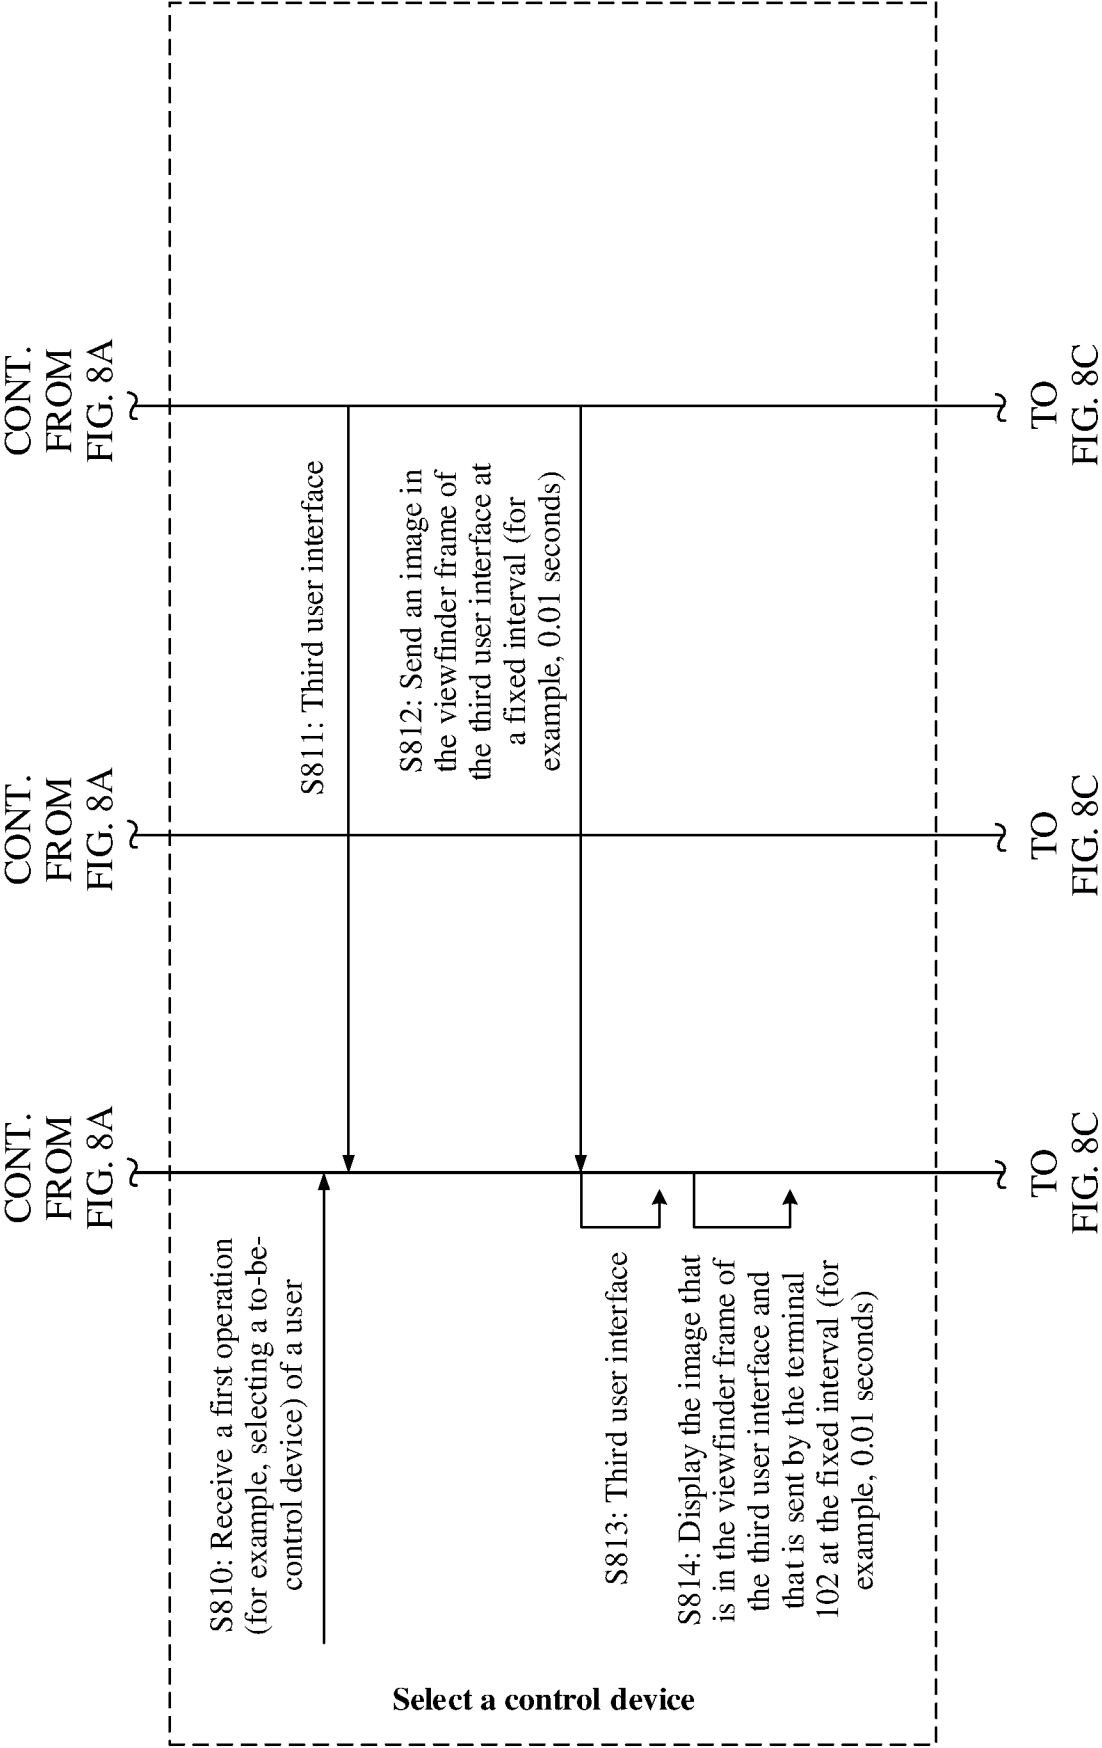 CONT.
FROM
FIG. 8A
CONT.
FROM
FIG. 8A
CONT.
FROM
FIG. 8A
S810: Receive a first operation
(for example, selecting a to-be-
control device) of a user
S811: Third user interface
S812: Send an image in
the viewfinder frame of
the third user interface at
a fixed interval (for
example, 0.01 seconds)
S813: Third user interface
S814: Display the image that
is in the viewfinder frame of
the third user interface and
that is sent by the terminal
102 at the fixed interval (for
example, 0.01 seconds)
Select a control device
TO
FIG. 8C
TO
FIG. 8C
TO
FIG. 8C